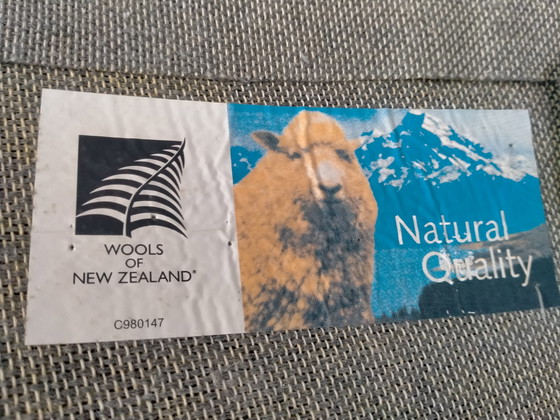 WOOLS
OF
NEW ZEALAND®
C980147
Natural
Quality